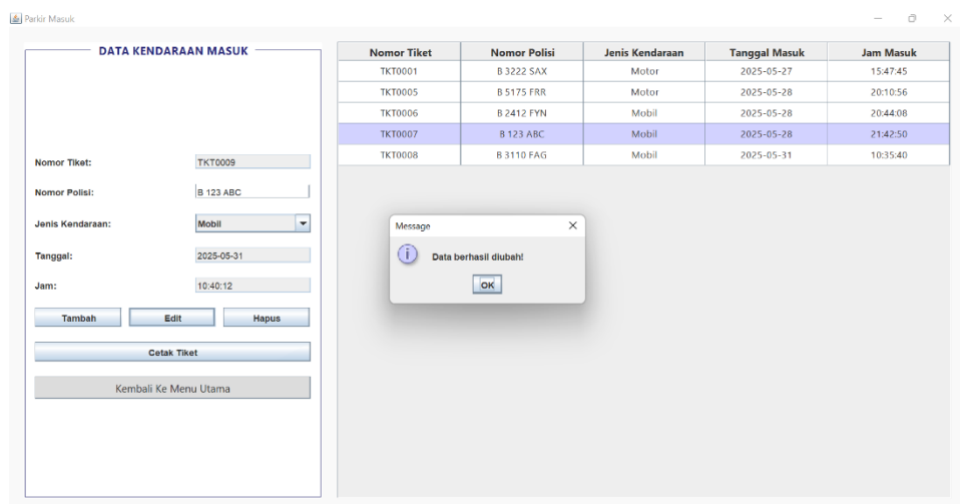 Parkir Masuk
DATA KENDARAAN MASUK
Nomor Tiket: TKT0009
Nomor Polisi: B 123 ABC
Jenis Kendaraan: Mobil
Tanggal: 2025-05-31
Jam: 10:40:12
Tambah Edit Hapus
Cetak Tiket
Kembali Ke Menu Utama
Nomor Tiket Nomor Polisi Jenis Kendaraan Tanggal Masuk Jam Masuk
TKT0001 B 3222 SAX Motor 2025-05-27 15:47:45
TKT0005 B 5175 FRR Motor 2025-05-28 20:10:56
TKT0006 B 2412 FYN Mobil 2025-05-28 20:44:08
TKT0007 B 123 ABC Mobil 2025-05-28 21:42:50
TKT0008 B 3110 FAG Mobil 2025-05-31 10:35:40
Message
Data berhasil diubah!
OK